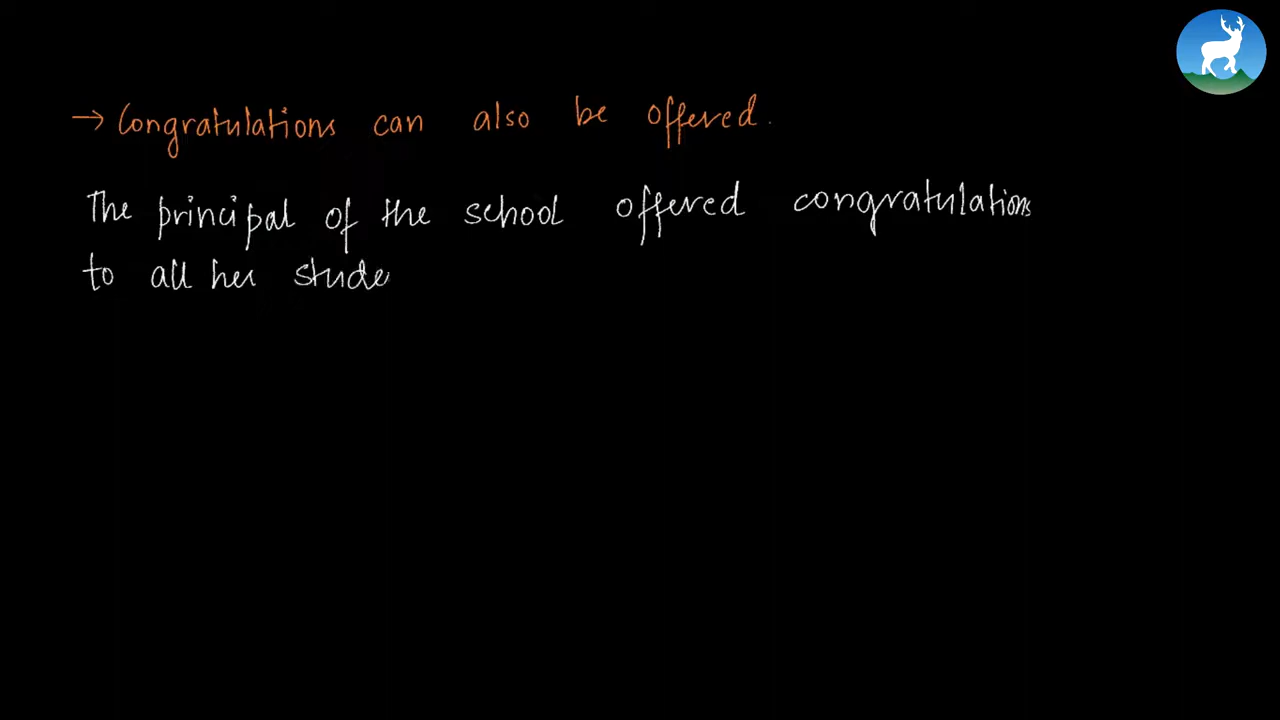 → Congratulations can also be offered.
The principal of the school offered congratulations
to all her stude